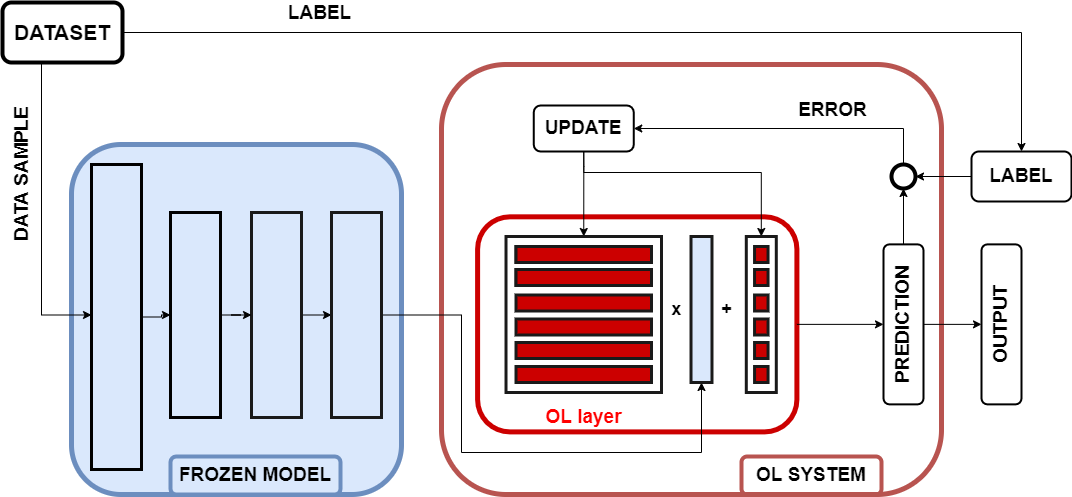 LABEL
DATASET
DATA SAMPLE
ERROR
UPDATE
LABEL
x
+
PREDICTION
OUTPUT
OL layer
FROZEN MODEL
OL SYSTEM